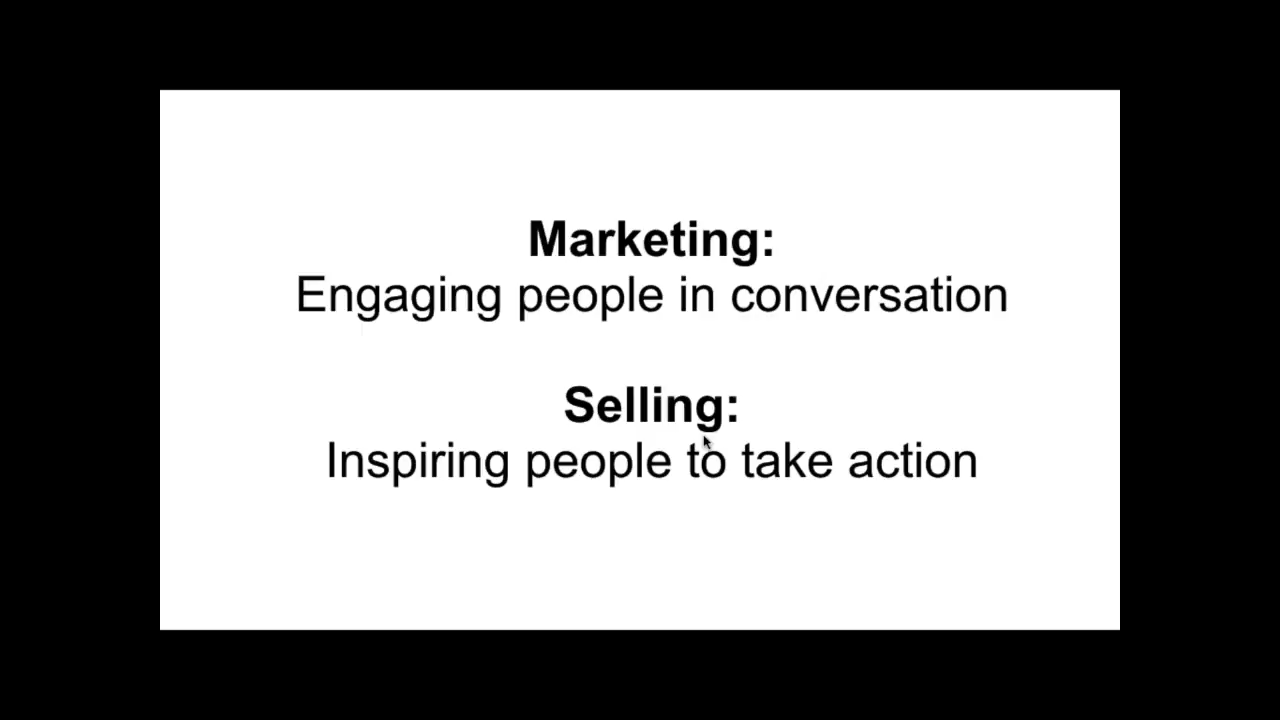 Marketing:
Engaging people in conversation
Selling:
Inspiring people to take action